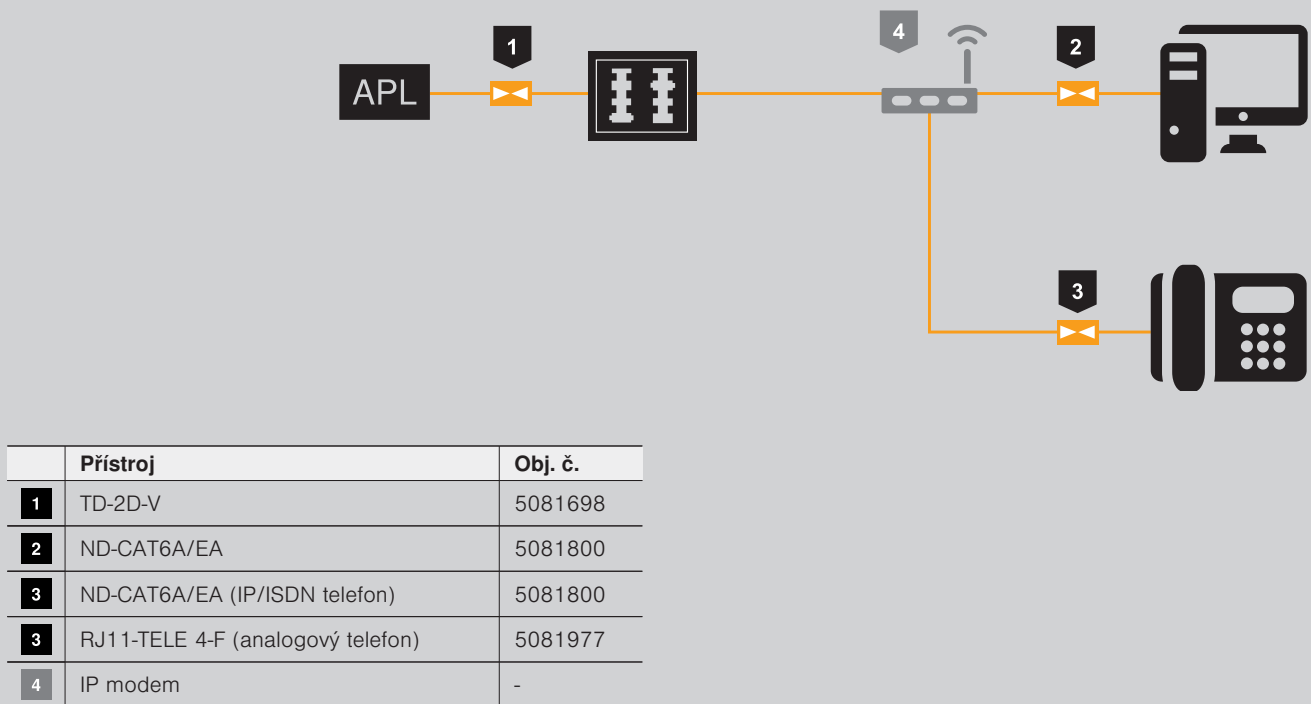 4
1
2
APL
3
Přístroj Obj. č.
1 TD-2D-V 5081698
2 ND-CAT6A/EA 5081800
3 ND-CAT6A/EA (IP/ISDN telefon) 5081800
3 RJ11-TELE 4-F (analogový telefon) 5081977
4 IP modem -